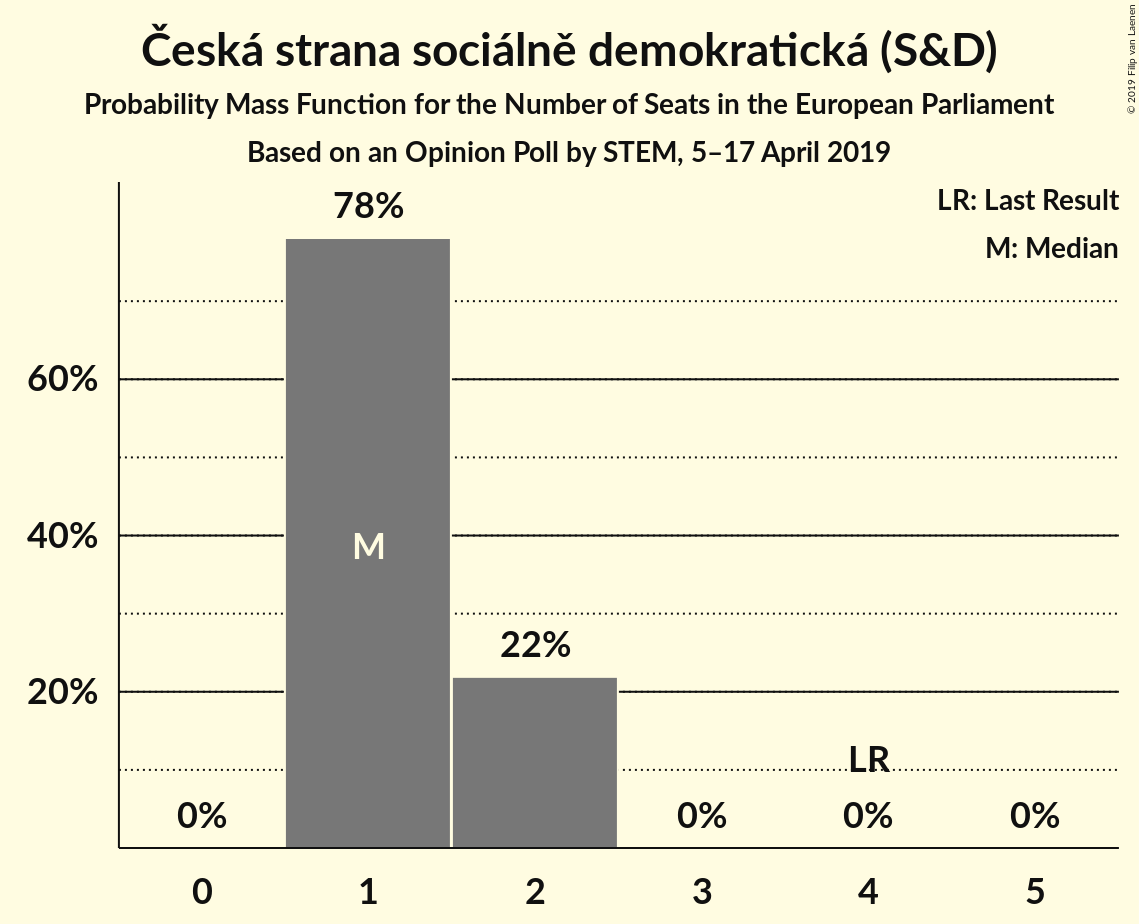 Česká strana sociálně demokratická (S&D)
Probability Mass Function for the Number of Seats in the European Parliament
Based on an Opinion Poll by STEM, 5–17 April 2019
© 2019 Filip van Laenen
LR: Last Result
M: Median
78%
60%
40%
M
22%
20%
LR
0%
0%
0%
0%
0
1
2
3
4
5